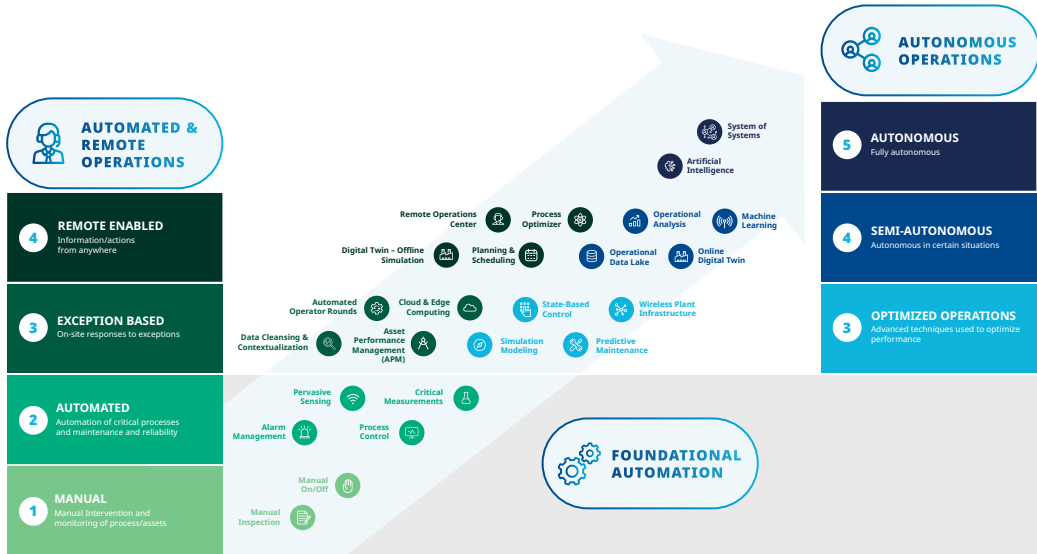 AUTOMATED &
REMOTE
OPERATIONS
4
REMOTE ENABLED
Information/actions
from anywhere
3
EXCEPTION BASED
On-site responses to exceptions
2
AUTOMATED
Automation of critical processes
and maintenance and reliability
1
MANUAL
Manual Intervention and
monitoring of process/assets
System of
Systems
Artificial
Intelligence
Remote Operations
Center
Process
Optimizer
Operational
Analysis
Machine
Learning
Digital Twin – Offline
Simulation
Planning &
Scheduling
Operational
Data Lake
Online
Digital Twin
Automated
Operator Rounds
Cloud & Edge
Computing
State-Based
Control
Wireless Plant
Infrastructure
Data Cleansing &
Contextualization
Asset
Performance
Management
(APM)
Simulation
Modeling
Predictive
Maintenance
Pervasive
Sensing
Critical
Measurements
Alarm
Management
Process
Control
Manual
On/Off
Manual
Inspection
FOUNDATIONAL
AUTOMATION
AUTONOMOUS
OPERATIONS
5
AUTONOMOUS
Fully autonomous
4
SEMI-AUTONOMOUS
Autonomous in certain situations
3
OPTIMIZED OPERATIONS
Advanced techniques used to optimize
performance